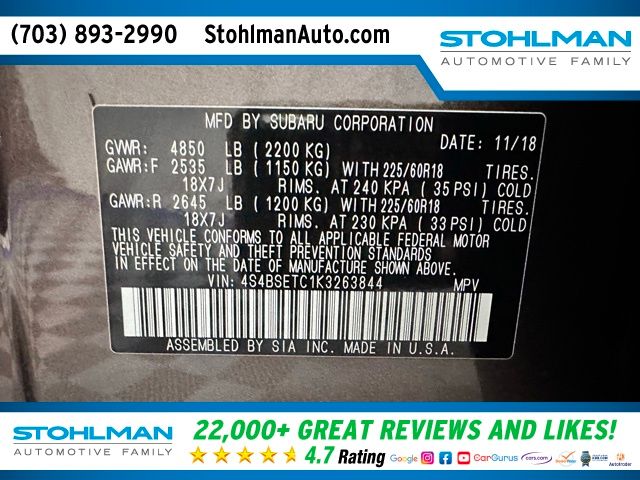 (703) 893-2990 StohlmanAuto.com STOHLMAN
AUTOMOTIVE FAMILY
MFD BY SUBARU CORPORATION
GVWR: 4850 LB (2200 KG) DATE: 11/18
GAWR:F 2535 LB (1150 KG) WITH 225/60R18 TIRES.
18X7J RIMS. AT 240 KPA (35 PSI) COLD
GAWR:R 2645 LB (1200 KG) WITH 225/60R18 TIRES.
18X7J RIMS. AT 230 KPA (33 PSI) COLD
THIS VEHICLE CONFORMS TO ALL APPLICABLE FEDERAL MOTOR
VEHICLE SAFETY AND THEFT PREVENTION STANDARDS
IN EFFECT ON THE DATE OF MANUFACTURE SHOWN ABOVE.
VIN: 4S4BSETC1K3263844 MPV
ASSEMBLED BY SIA INC. MADE IN U.S.A.
STOHLMAN
AUTOMOTIVE FAMILY
22,000+ GREAT REVIEWS AND LIKES!
4.7 Rating Google CarGurus cars.com Autotrader